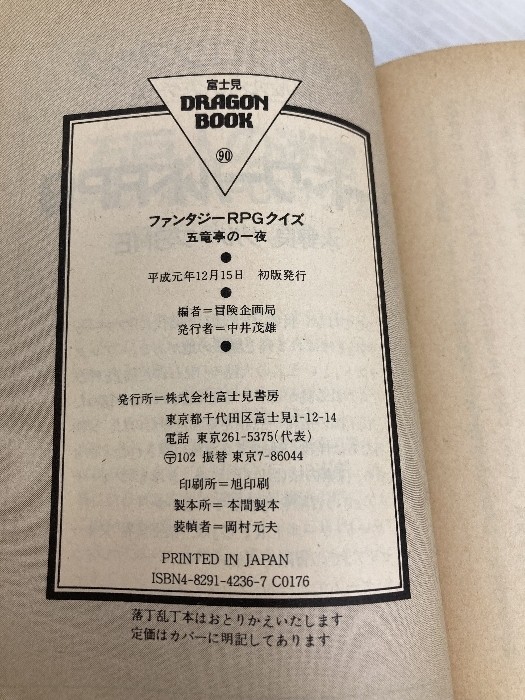 富士見
DRAGON
BOOK
90
ファンタジーRPGクイズ
五竜亭の一夜
●
平成元年12月15日　初版発行
●
編者＝冒険企画局
発行者＝中井茂雄
●
発行所＝株式会社富士見書房
東京都千代田区富士見1-12-14
電話 東京261-5375(代表)
〶102 振替 東京7-86044
印刷所＝旭印刷
製本所＝本間製本
装幀者＝岡村元夫
PRINTED IN JAPAN
ISBN4-8291-4236-7 C0176
落丁乱丁本はおとりかえいたします
定価はカバーに明記してあります